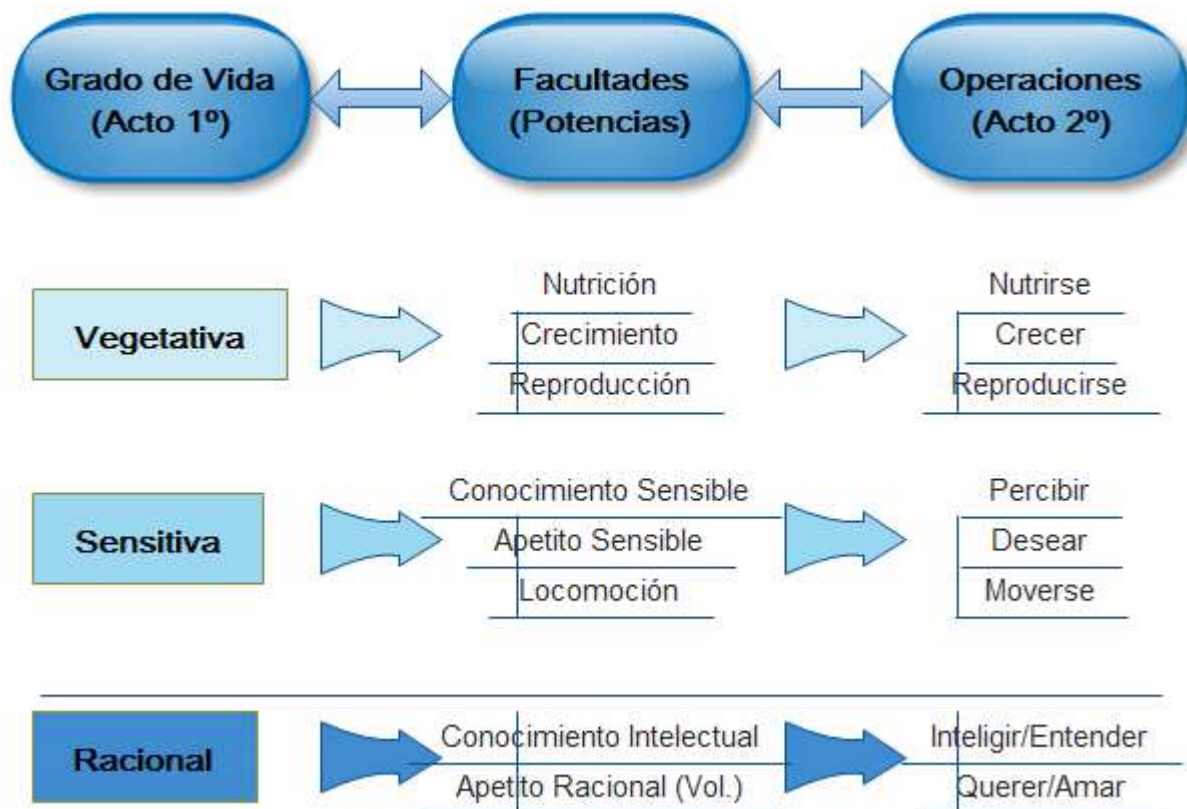 Grado de Vida
(Acto 1º)
Facultades
(Potencias)
Operaciones
(Acto 2º)
Vegetativa
Nutrición
Crecimiento
Reproducción
Nutrirse
Crecer
Reproducirse
Sensitiva
Conocimiento Sensible
Apetito Sensible
Locomoción
Percibir
Desear
Moverse
Racional
Conocimiento Intelectual
Apetito Racional (Vol.)
Inteligir/Entender
Querer/Amar